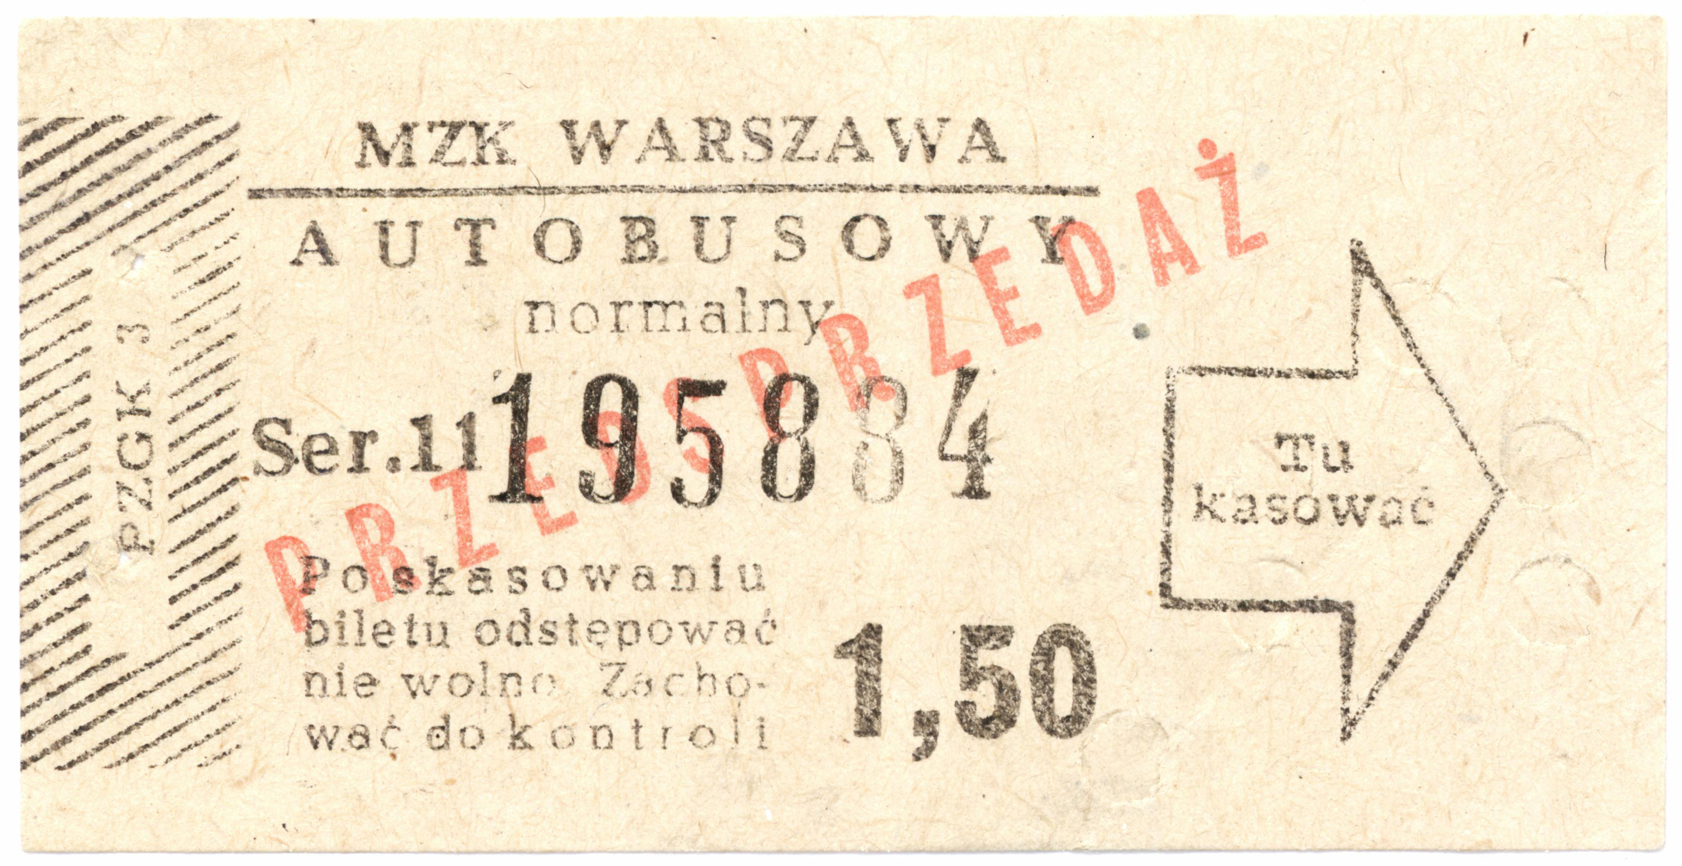 MZK WARSZAWA
AUTOBUSOWY
normalny
Ser.11 195884
PRZEDSPRZEDAŻ
Po skasowaniu
biletu odstępować
nie wolno. Zacho-
wać do kontroli
1,50
Tu
kasować
PZGK 3